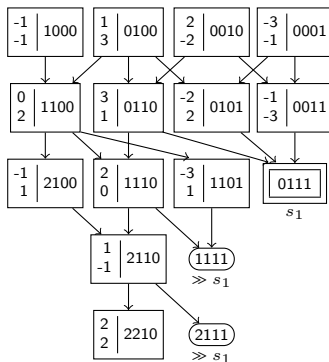 -1 -1 1000
1 3 0100
2 -2 0010
-3 -1 0001
0 2 1100
3 1 0110
-2 2 0101
-1 -3 0011
-1 1 2100
2 0 1110
-3 1 1101
0111
s1
1 -1 2110
1111
≫ s1
2 2 2210
2111
≫ s1